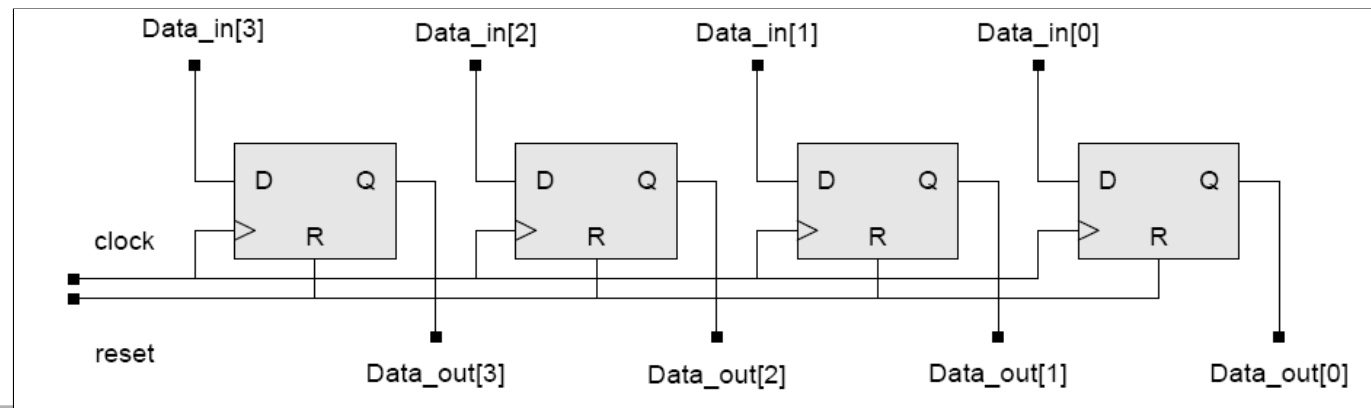 Data_in[3] Data_in[2] Data_in[1] Data_in[0]
D Q D Q D Q D Q
R R R R
clock
reset
Data_out[3] Data_out[2] Data_out[1] Data_out[0]